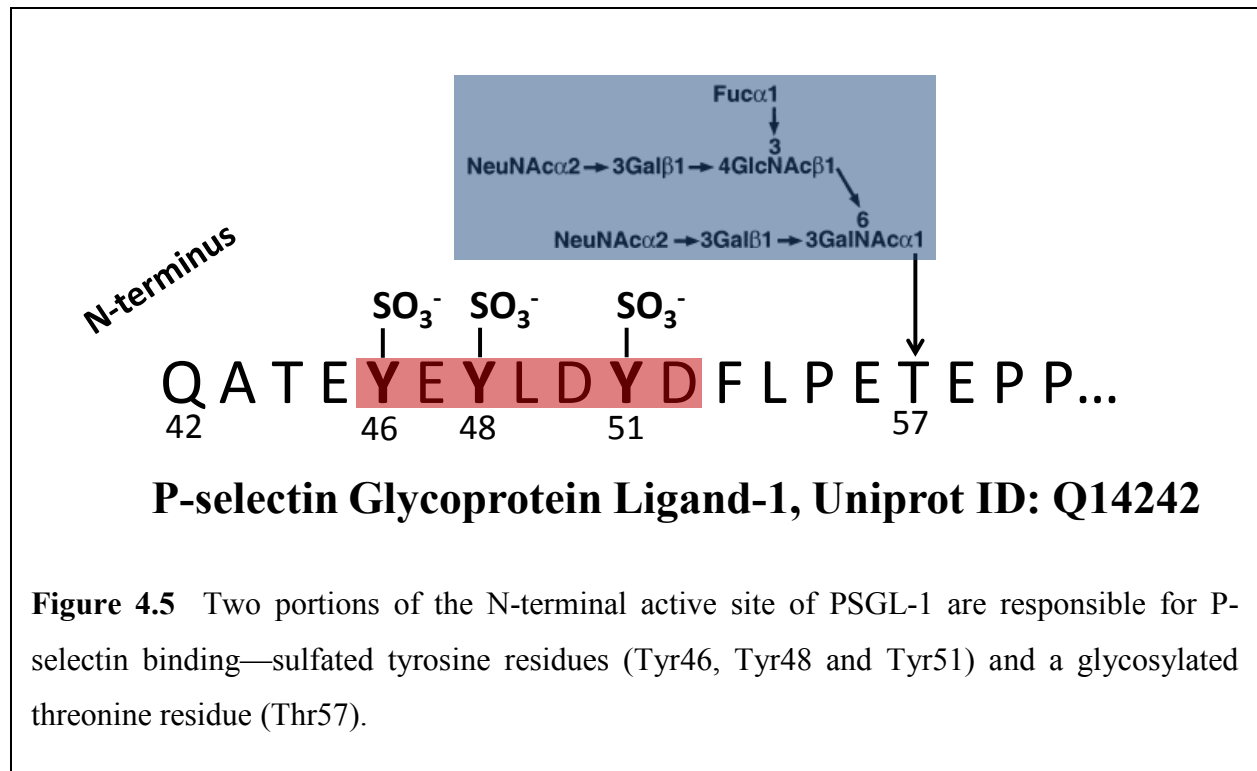 Fucα1
3
NeuNAcα2→3Galβ1→4GlcNAcβ1
6
NeuNAcα2→3Galβ1→3GalNAcα1
N-terminus
SO₃⁻ SO₃⁻ SO₃⁻
Q A T E Y E Y L D Y D F L P E T E P P...
42 46 48 51 57
P-selectin Glycoprotein Ligand-1, Uniprot ID: Q14242
Figure 4.5 Two portions of the N-terminal active site of PSGL-1 are responsible for P-
selectin binding—sulfated tyrosine residues (Tyr46, Tyr48 and Tyr51) and a glycosylated
threonine residue (Thr57).